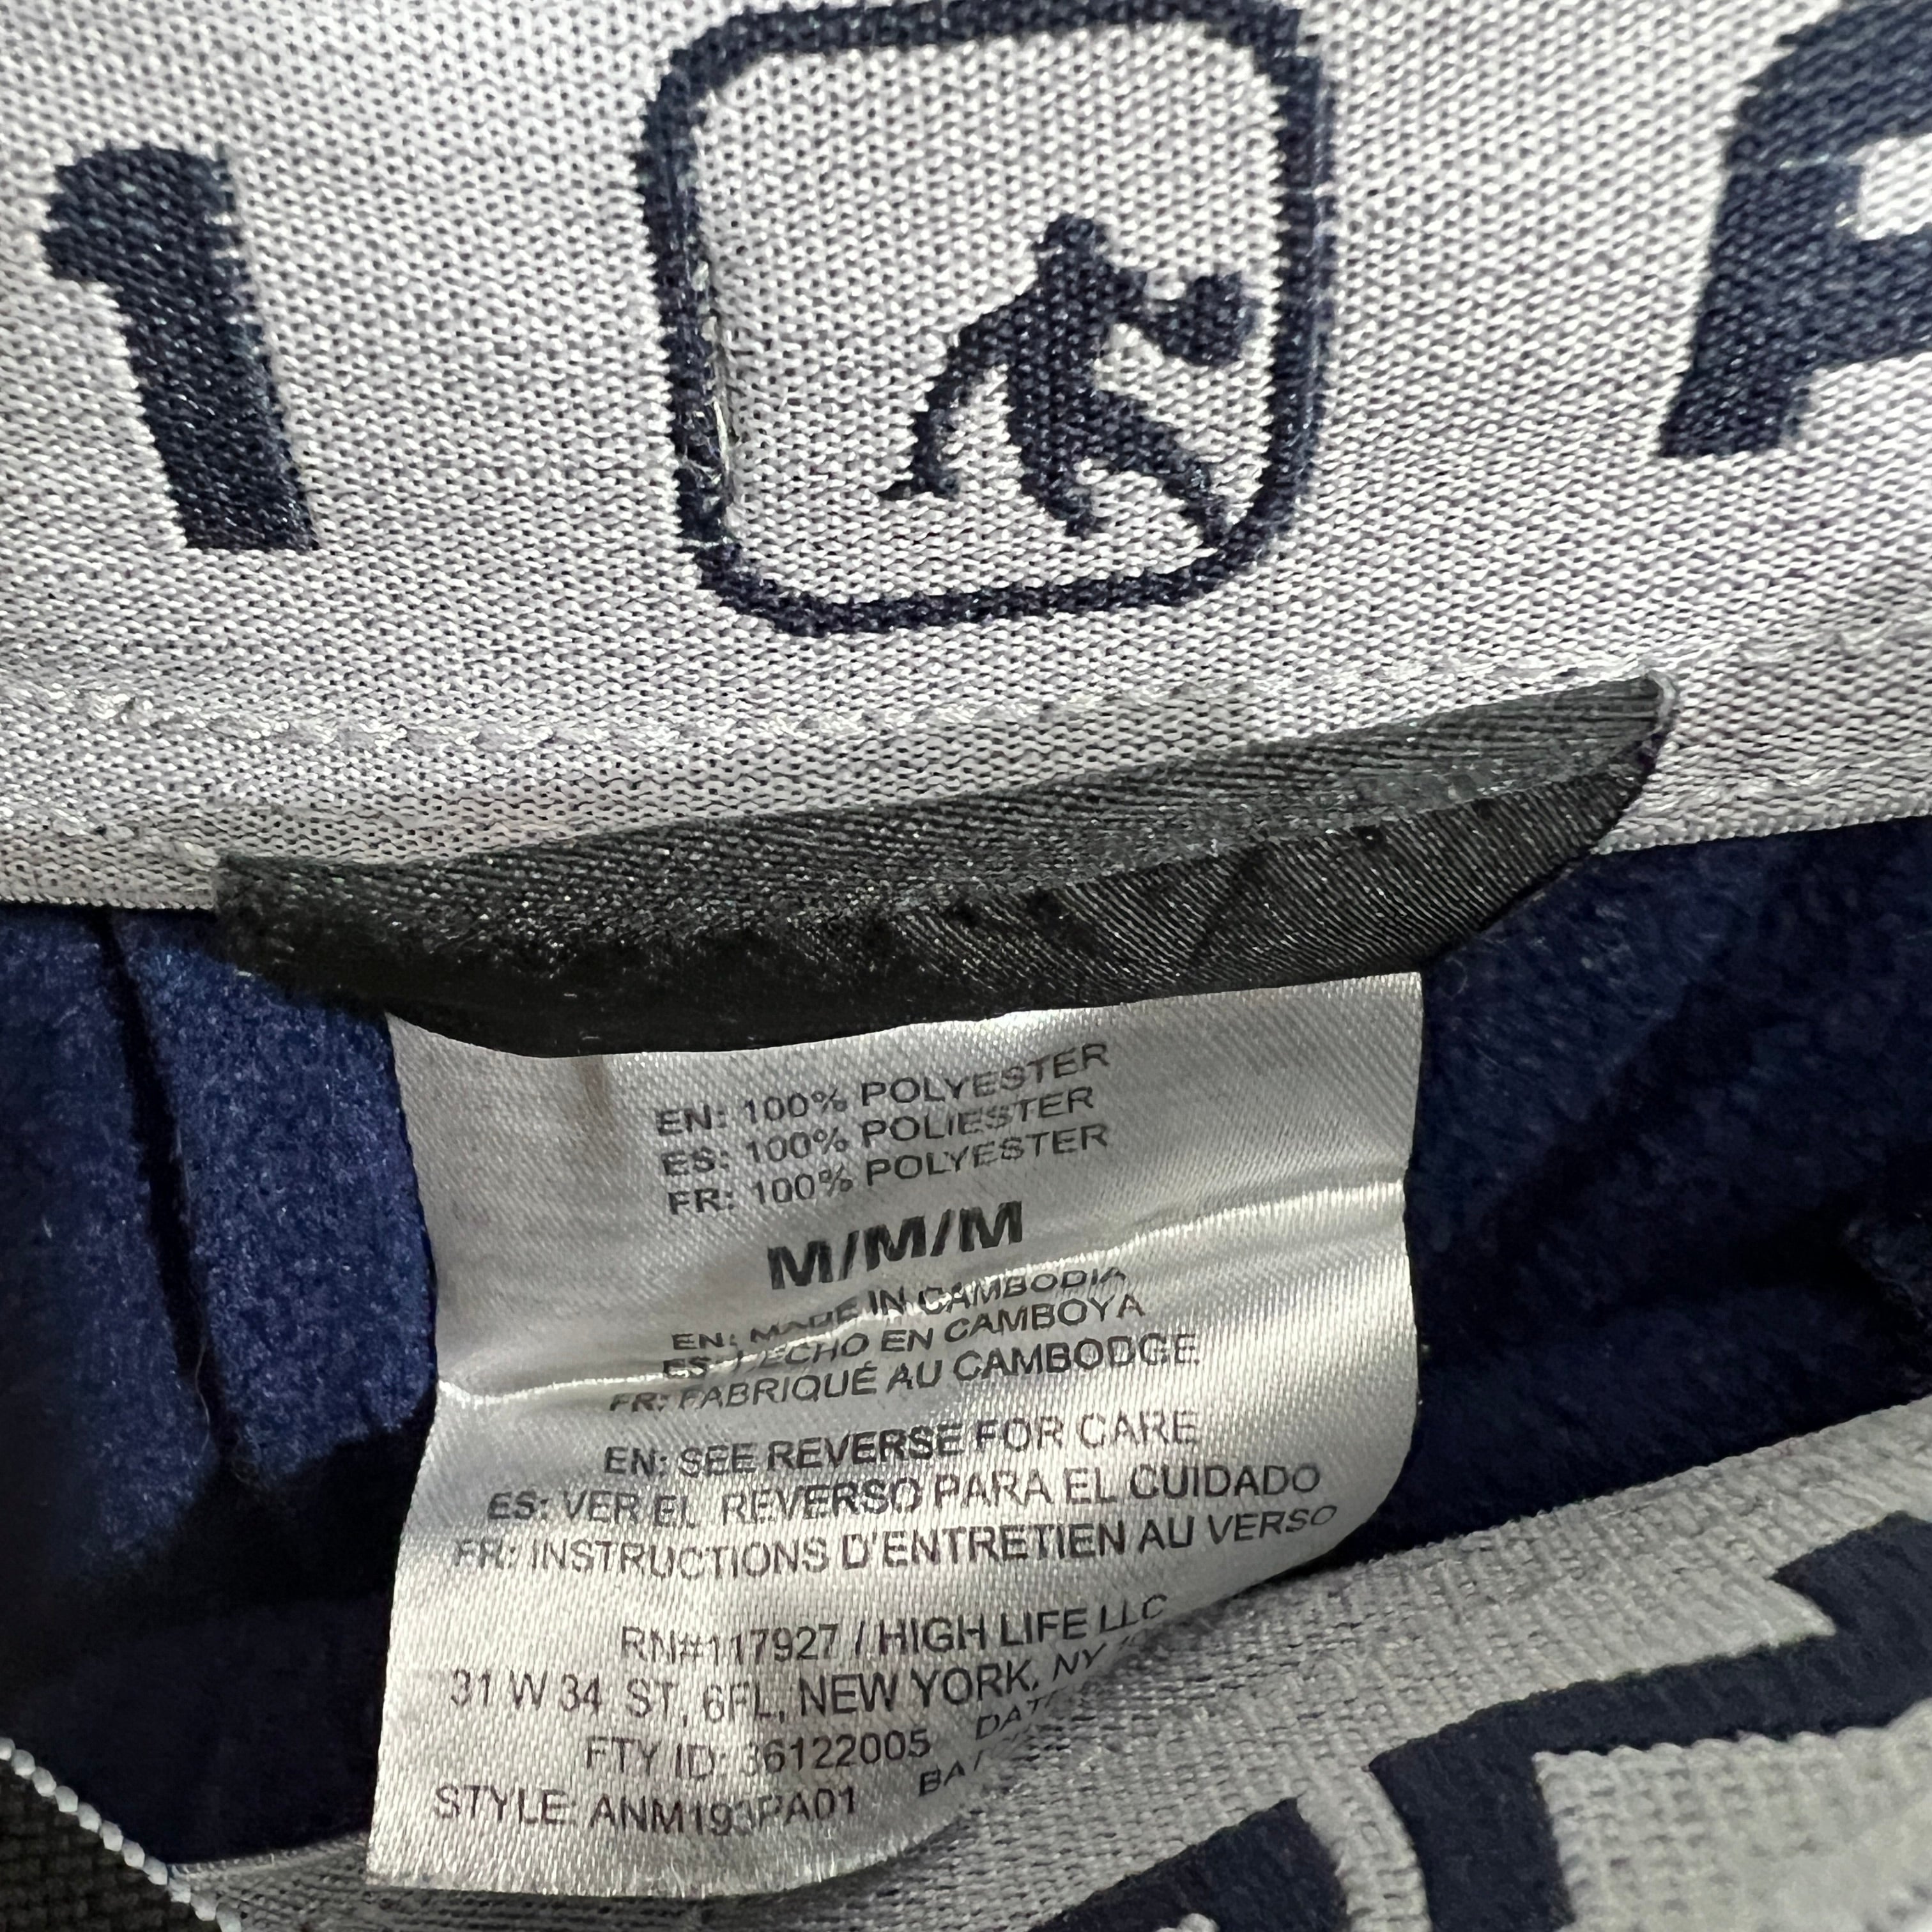 1
EN: 100% POLYESTER
ES: 100% POLIESTER
FR: 100% POLYESTER
M/M/M
EN: MADE IN CAMBODIA
ES: HECHO EN CAMBOYA
FR: FABRIQUÉ AU CAMBODGE
EN: SEE REVERSE FOR CARE
ES: VER EL REVERSO PARA EL CUIDADO
FR: INSTRUCTIONS D'ENTRETIEN AU VERSO
RN#117927 / HIGH LIFE LLC
31 W 34 ST, 6FL, NEW YORK, NY
FTY ID: 36122005
STYLE: ANM193PA01